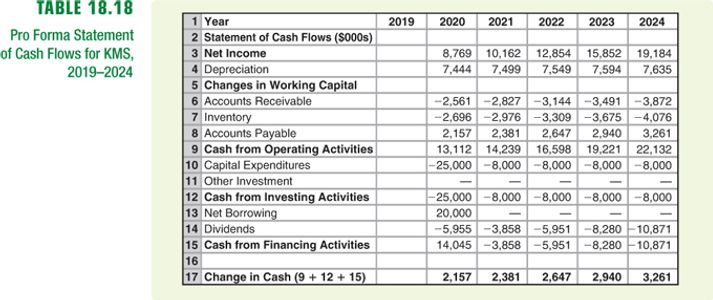 TABLE 18.18
Pro Forma Statement
of Cash Flows for KMS,
2019–2024
1 Year 2019 2020 2021 2022 2023 2024
2 Statement of Cash Flows ($000s)
3 Net Income 8,769 10,162 12,854 15,852 19,184
4 Depreciation 7,444 7,499 7,549 7,594 7,635
5 Changes in Working Capital
6 Accounts Receivable −2,561 −2,827 −3,144 −3,491 −3,872
7 Inventory −2,696 −2,976 −3,309 −3,675 −4,076
8 Accounts Payable 2,157 2,381 2,647 2,940 3,261
9 Cash from Operating Activities 13,112 14,239 16,598 19,221 22,132
10 Capital Expenditures −25,000 −8,000 −8,000 −8,000 −8,000
11 Other Investment — — — — —
12 Cash from Investing Activities −25,000 −8,000 −8,000 −8,000 −8,000
13 Net Borrowing 20,000 — — — —
14 Dividends −5,955 −3,858 −5,951 −8,280 −10,871
15 Cash from Financing Activities 14,045 −3,858 −5,951 −8,280 −10,871
16
17 Change in Cash (9 + 12 + 15) 2,157 2,381 2,647 2,940 3,261